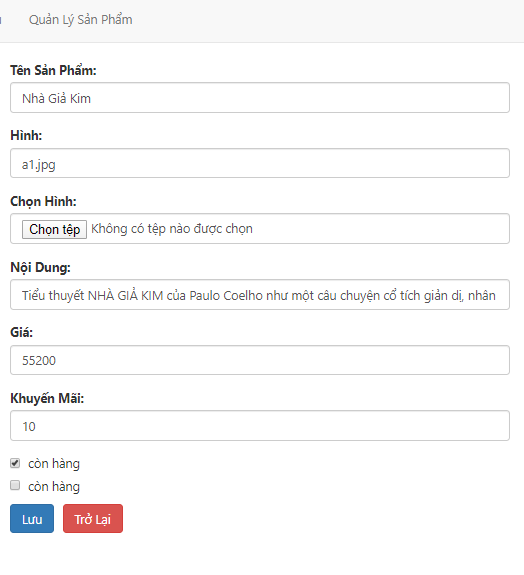 Quản Lý Sản Phẩm
Tên Sản Phẩm:
Nhà Giả Kim
Hình:
a1.jpg
Chọn Hình:
Chọn tệp Không có tệp nào được chọn
Nội Dung:
Tiểu thuyết NHÀ GIẢ KIM của Paulo Coelho như một câu chuyện cổ tích giản dị, nhân
Giá:
55200
Khuyến Mãi:
10
còn hàng
còn hàng
Lưu Trở Lại